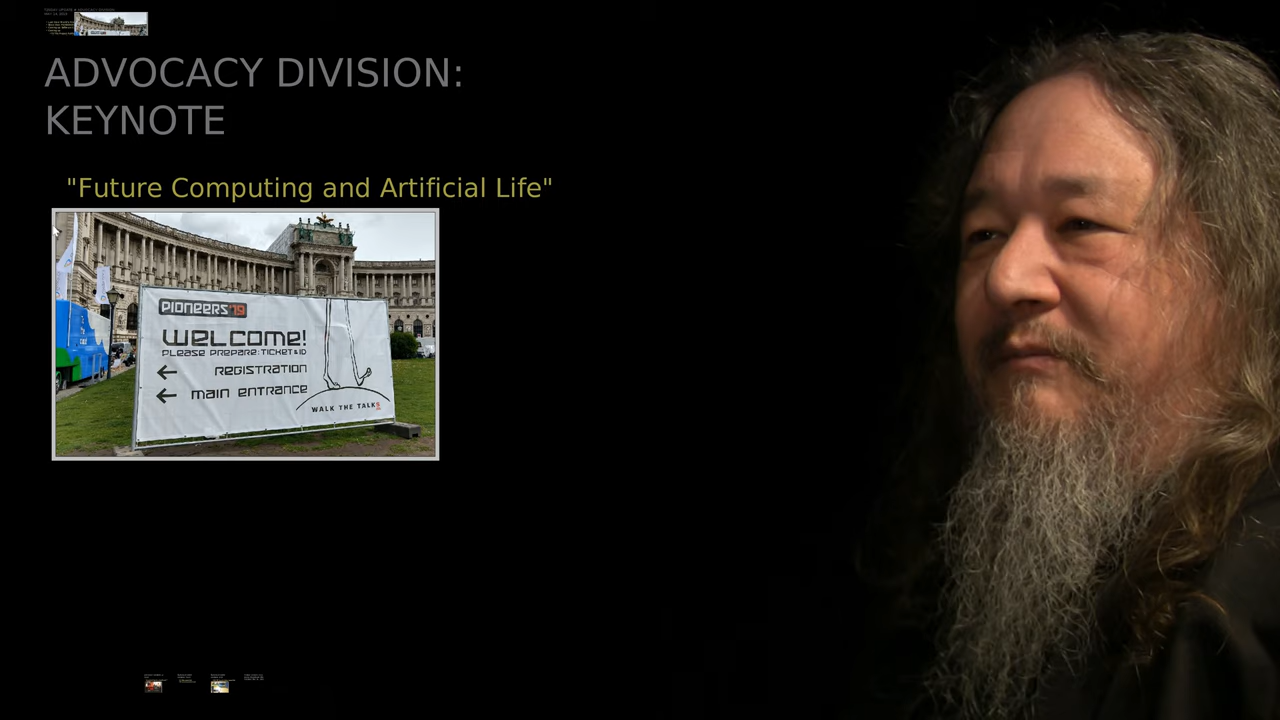 ADVOCACY DIVISION:
KEYNOTE
"Future Computing and Artificial Life"
PIONEERS'19
WELCOME!
PLEASE PREPARE: TICKET & ID
← REGISTRATION
← MAIN ENTRANCE
WALK THE TALK